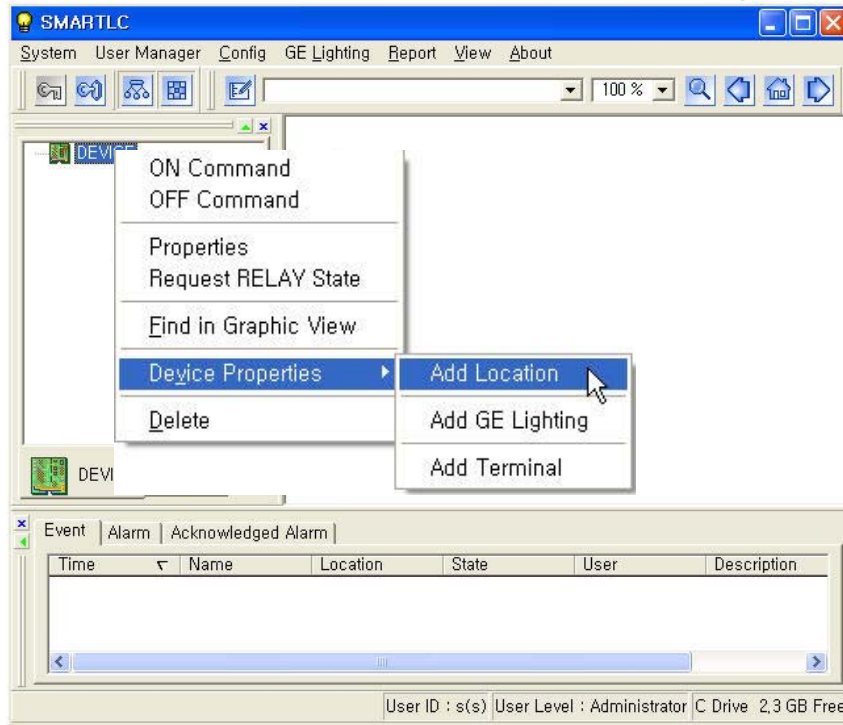 SMARTLC
System User Manager Config GE Lighting Report View About
100 %
DEVICE
ON Command
OFF Command
Properties
Request RELAY State
Find in Graphic View
Device Properties
Add Location
Delete
Add GE Lighting
Add Terminal
DEVI
Event Alarm Acknowledged Alarm
Time Name Location State User Description
User ID : s(s) User Level : Administrator C Drive 2,3 GB Free